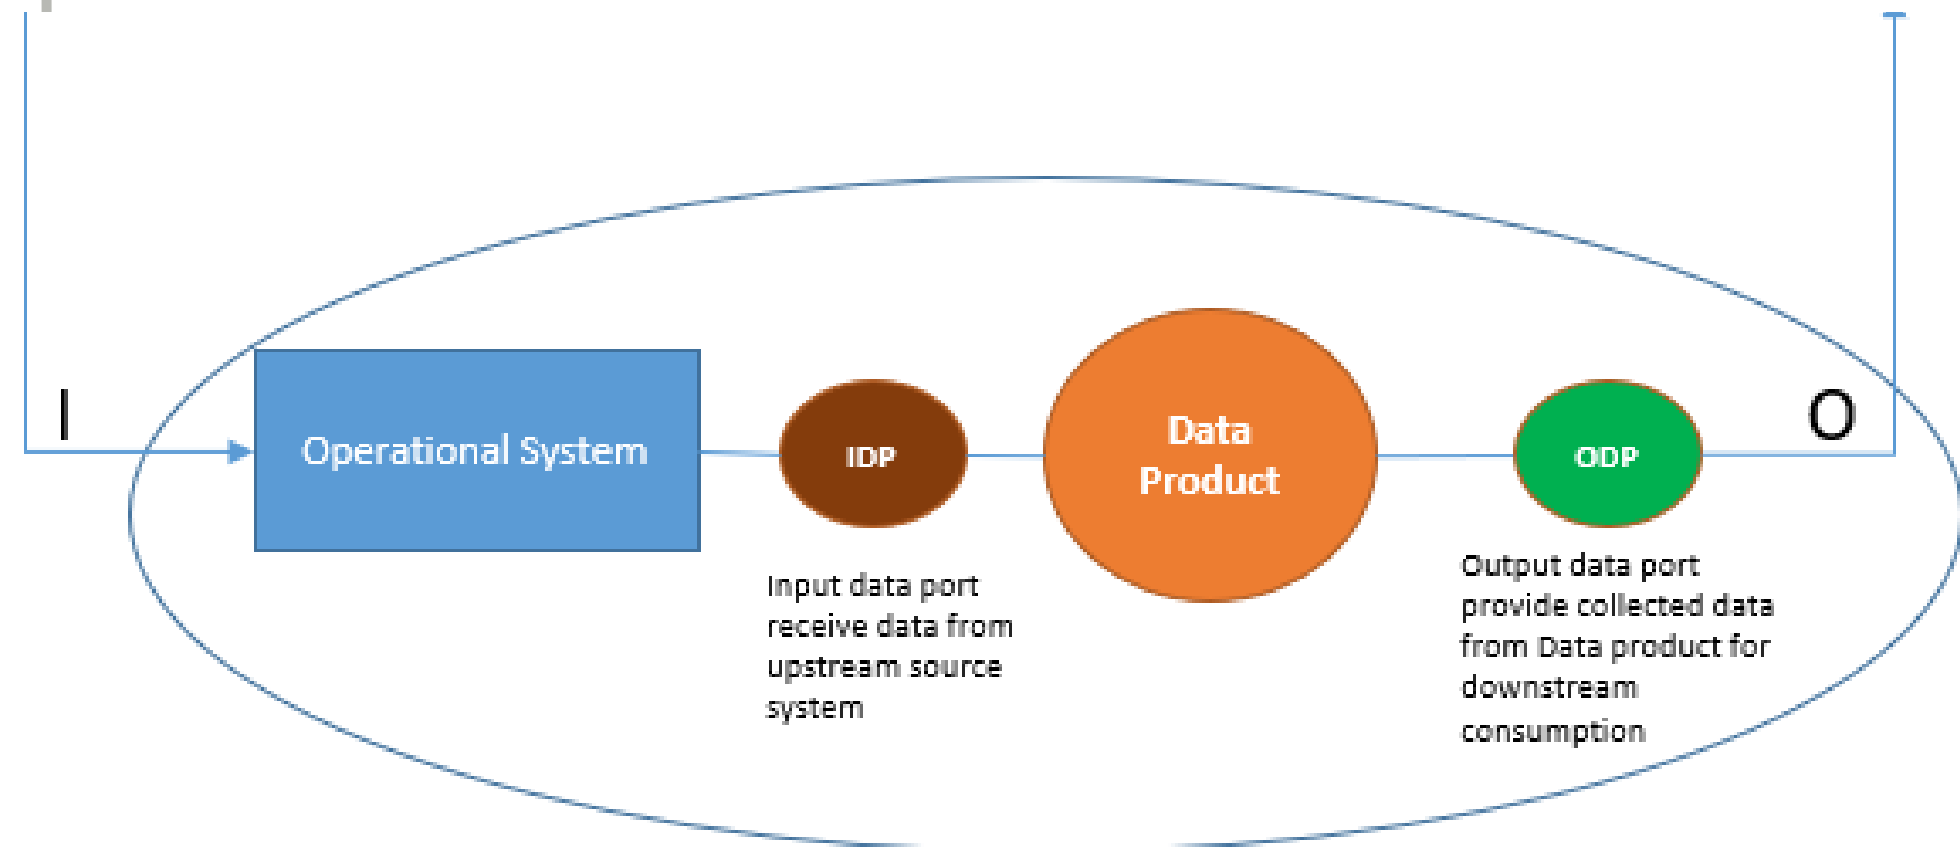 I
Operational System
IDP
Data
Product
ODP
O
Input data port
receive data from
upstream source
system
Output data port
provide collected data
from Data product for
downstream
consumption